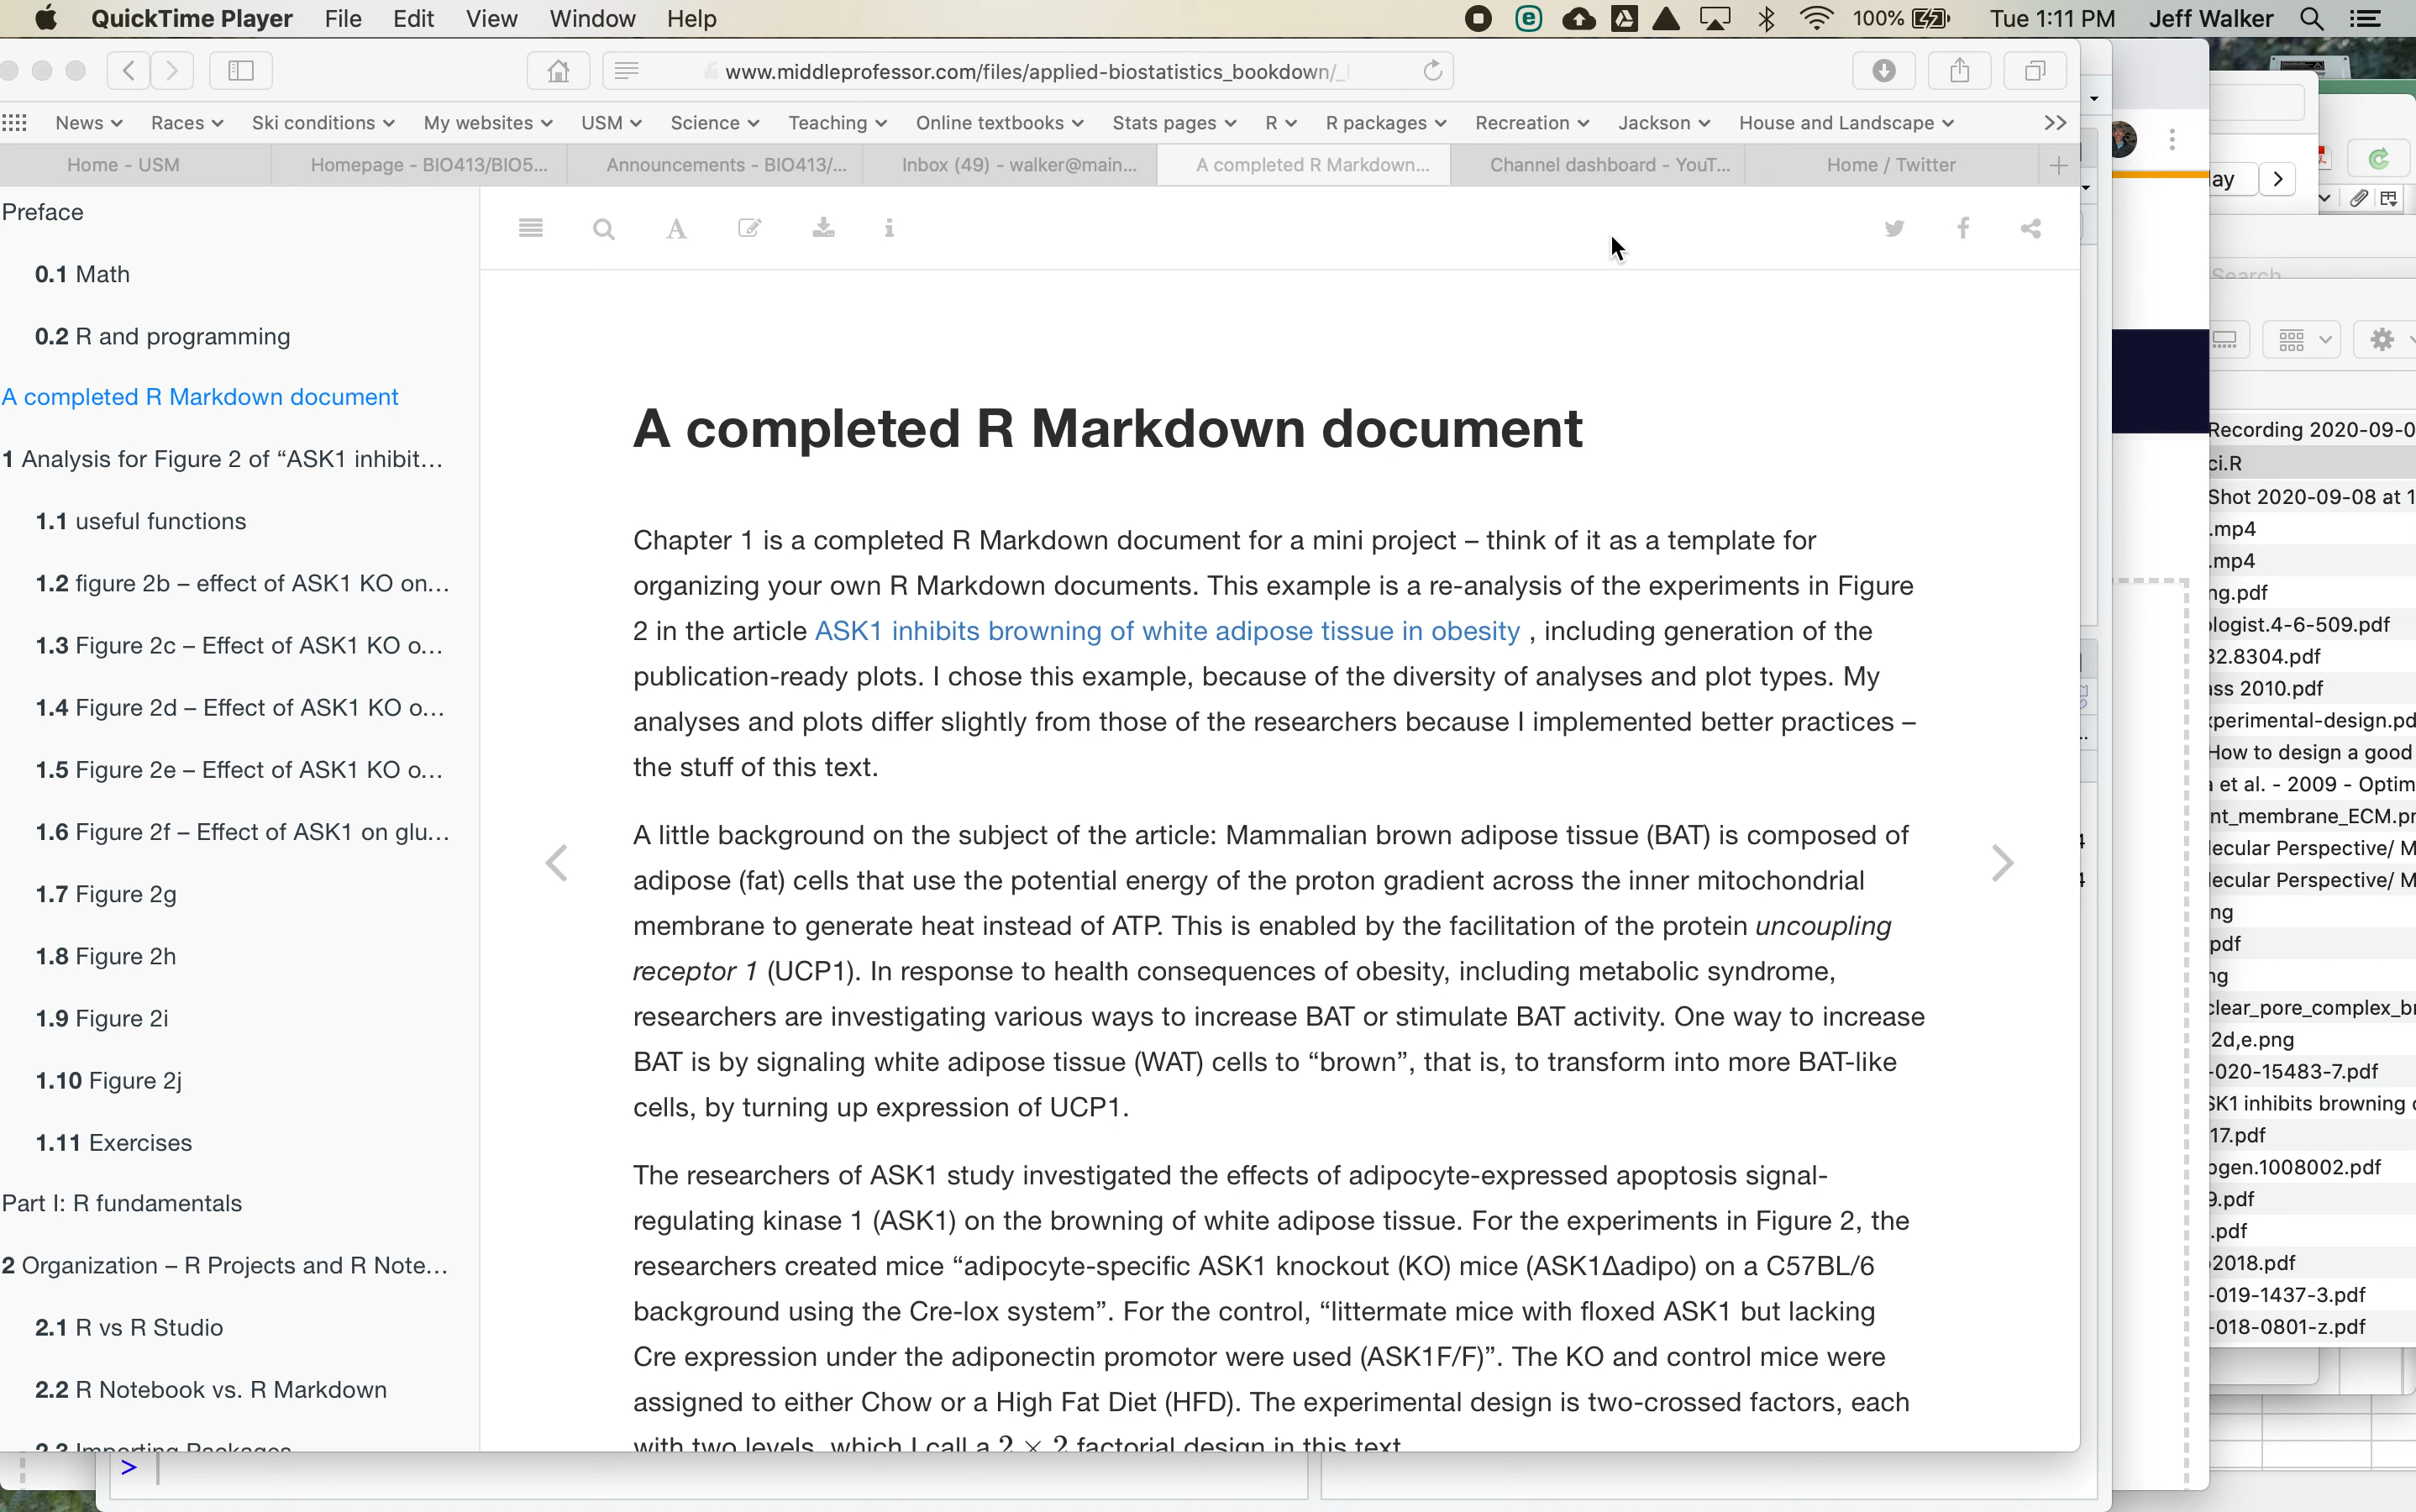 QuickTime Player File Edit View Window Help 100% Tue 1:11 PM Jeff Walker
www.middleprofessor.com/files/applied-biostatistics_bookdown/_
News Races Ski conditions My websites USM Science Teaching Online textbooks Stats pages R R packages Recreation Jackson House and Landscape
Home - USM Homepage - BIO413/BIO5... Announcements - BIO413/... Inbox (49) - walker@main... A completed R Markdown... Channel dashboard - YouT... Home / Twitter
Preface
0.1 Math
0.2 R and programming
A completed R Markdown document
1 Analysis for Figure 2 of “ASK1 inhibit...
1.1 useful functions
1.2 figure 2b – effect of ASK1 KO on...
1.3 Figure 2c – Effect of ASK1 KO o...
1.4 Figure 2d – Effect of ASK1 KO o...
1.5 Figure 2e – Effect of ASK1 KO o...
1.6 Figure 2f – Effect of ASK1 on glu...
1.7 Figure 2g
1.8 Figure 2h
1.9 Figure 2i
1.10 Figure 2j
1.11 Exercises
Part I: R fundamentals
2 Organization – R Projects and R Note...
2.1 R vs R Studio
2.2 R Notebook vs. R Markdown
2.3 Importing Packages
A completed R Markdown document
Chapter 1 is a completed R Markdown document for a mini project – think of it as a template for
organizing your own R Markdown documents. This example is a re-analysis of the experiments in Figure
2 in the article ASK1 inhibits browning of white adipose tissue in obesity , including generation of the
publication-ready plots. I chose this example, because of the diversity of analyses and plot types. My
analyses and plots differ slightly from those of the researchers because I implemented better practices –
the stuff of this text.
A little background on the subject of the article: Mammalian brown adipose tissue (BAT) is composed of
adipose (fat) cells that use the potential energy of the proton gradient across the inner mitochondrial
membrane to generate heat instead of ATP. This is enabled by the facilitation of the protein uncoupling
receptor 1 (UCP1). In response to health consequences of obesity, including metabolic syndrome,
researchers are investigating various ways to increase BAT or stimulate BAT activity. One way to increase
BAT is by signaling white adipose tissue (WAT) cells to “brown”, that is, to transform into more BAT-like
cells, by turning up expression of UCP1.
The researchers of ASK1 study investigated the effects of adipocyte-expressed apoptosis signal-
regulating kinase 1 (ASK1) on the browning of white adipose tissue. For the experiments in Figure 2, the
researchers created mice “adipocyte-specific ASK1 knockout (KO) mice (ASK1Δadipo) on a C57BL/6
background using the Cre-lox system”. For the control, “littermate mice with floxed ASK1 but lacking
Cre expression under the adiponectin promotor were used (ASK1F/F)”. The KO and control mice were
assigned to either Chow or a High Fat Diet (HFD). The experimental design is two-crossed factors, each
with two levels, which I call a 2 × 2 factorial design in this text.
>
ay
Search
Recording 2020-09-0
ci.R
Shot 2020-09-08 at 1
.mp4
.mp4
ng.pdf
ologist.4-6-509.pdf
32.8304.pdf
ass 2010.pdf
xperimental-design.pd
How to design a good
et al. - 2009 - Optim
nt_membrane_ECM.pn
lecular Perspective/ M
lecular Perspective/ M
ng
pdf
ng
clear_pore_complex_br
2d,e.png
-020-15483-7.pdf
SK1 inhibits browning o
17.pdf
ogen.1008002.pdf
9.pdf
.pdf
2018.pdf
-019-1437-3.pdf
-018-0801-z.pdf